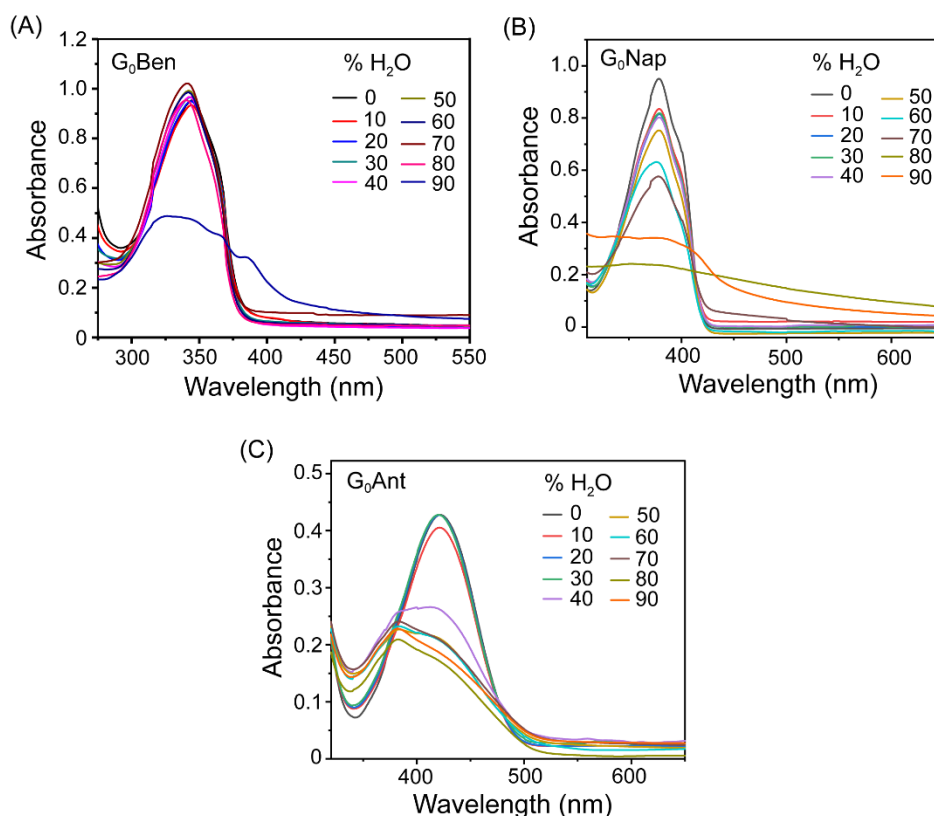 (A)
G₀Ben
% H₂O
0 50
10 60
20 70
30 80
40 90
Absorbance
1.2
1.0
0.8
0.6
0.4
0.2
0
300 350 400 450 500 550
Wavelength (nm)
(B)
G₀Nap
% H₂O
0 50
10 60
20 70
30 80
40 90
Absorbance
1.0
0.8
0.6
0.4
0.2
0
400 500 600
Wavelength (nm)
(C)
G₀Ant
% H₂O
0 50
10 60
20 70
30 80
40 90
Absorbance
0.5
0.4
0.3
0.2
0.1
0
400 500 600
Wavelength (nm)